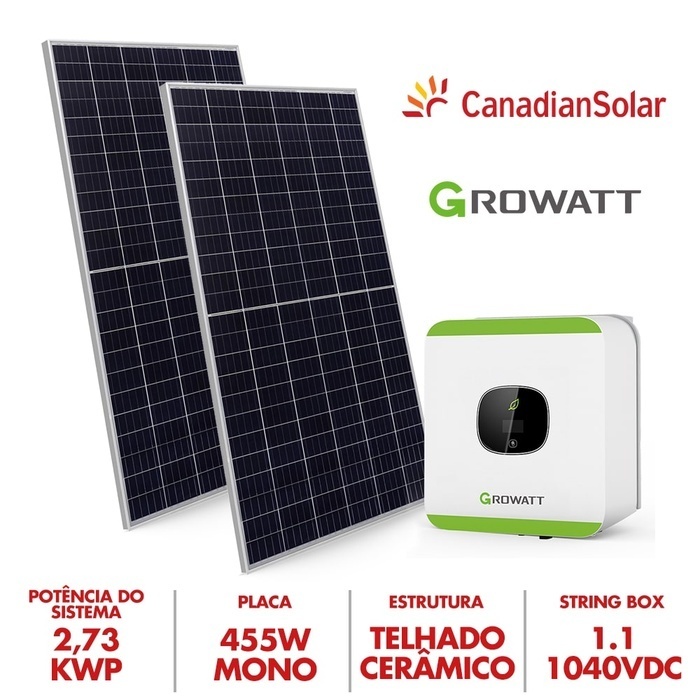 CanadianSolar
GROWATT
GROWATT
POTÊNCIA DO
SISTEMA
2,73
KWP
PLACA
455W
MONO
ESTRUTURA
TELHADO
CERÂMICO
STRING BOX
1.1
1040VDC